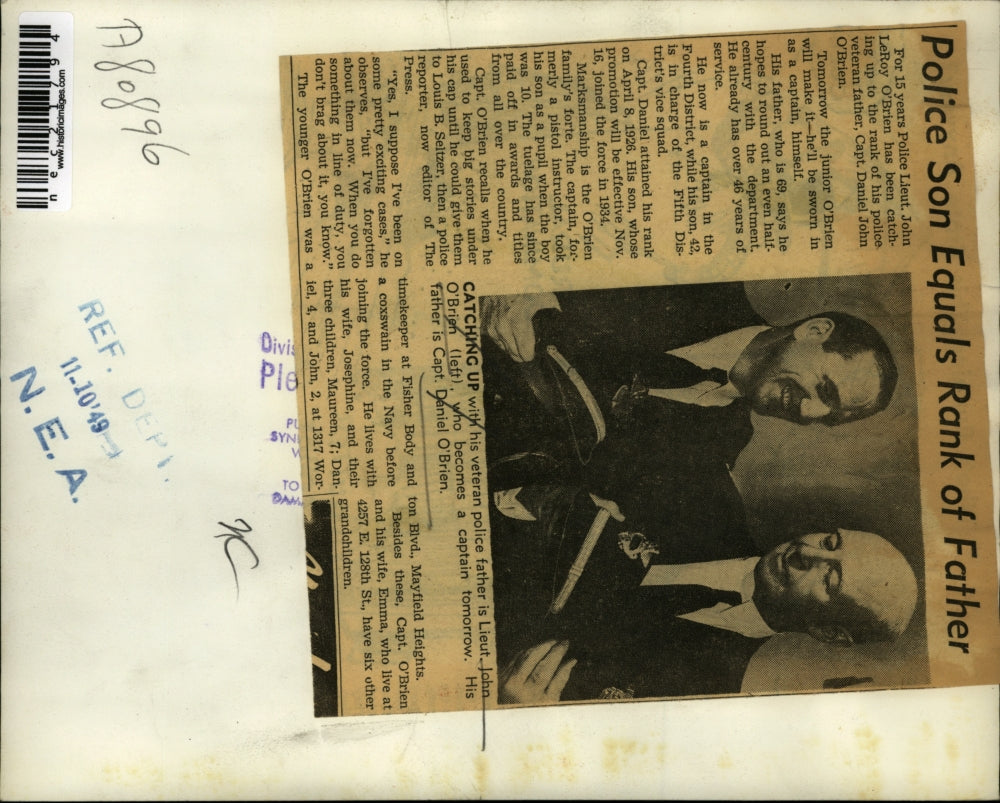 Police Son Equals Rank of Father
For 15 years Police Lieut. John
LeRoy O'Brien has been catch-
ing up to the rank of his police
veteran father, Capt. Daniel John
O'Brien.
Tomorrow the junior O'Brien
will make it—he'll be sworn in
as a captain, himself.
His father, who is 69, says he
hopes to round out an even half-
century with the department.
He already has over 46 years of
service.
He now is a captain in the
Fourth District, while his son, 42,
is in charge of the Fifth Dis-
trict's vice squad.
Capt. Daniel attained his rank
on April 8, 1926. His son, whose
promotion will be effective Nov.
16, joined the force in 1934.
Marksmanship is the O'Brien
family's forte. The captain, for-
merly a pistol instructor, took
his son as a pupil when the boy
was 10. The tuelage has since
paid off in awards and titles
from all over the country.
Capt. O'Brien recalls when he
used to keep big stories under
his cap until he could give them
to Louis B. Seltzer, then a police
reporter, now editor of The
Press.
"Yes, I suppose I've been on
some pretty exciting cases," he
observes, "but I've forgotten
about them now. When you do
something in line of duty, you
don't brag about it, you know."
The younger O'Brien was a
CATCHING UP with his veteran police father is Lieut. John
O'Brien (left), who becomes a captain tomorrow. His
father is Capt. Daniel O'Brien.
timekeeper at Fisher Body and
a coxswain in the Navy before
joining the force. He lives with
his wife, Josephine, and their
three children, Maureen, 7; Dan-
iel, 4, and John, 2, at 1317 Wor-
ton Blvd., Mayfield Heights.
Besides these, Capt. O'Brien
and his wife, Emma, who live at
4257 E. 128th St., have six other
grandchildren.
A80896
www.historicimages.com
nec21794
REF. DEPT.
11-10'49
N. E. A.
Divis
Ple
PU
SYN
TO